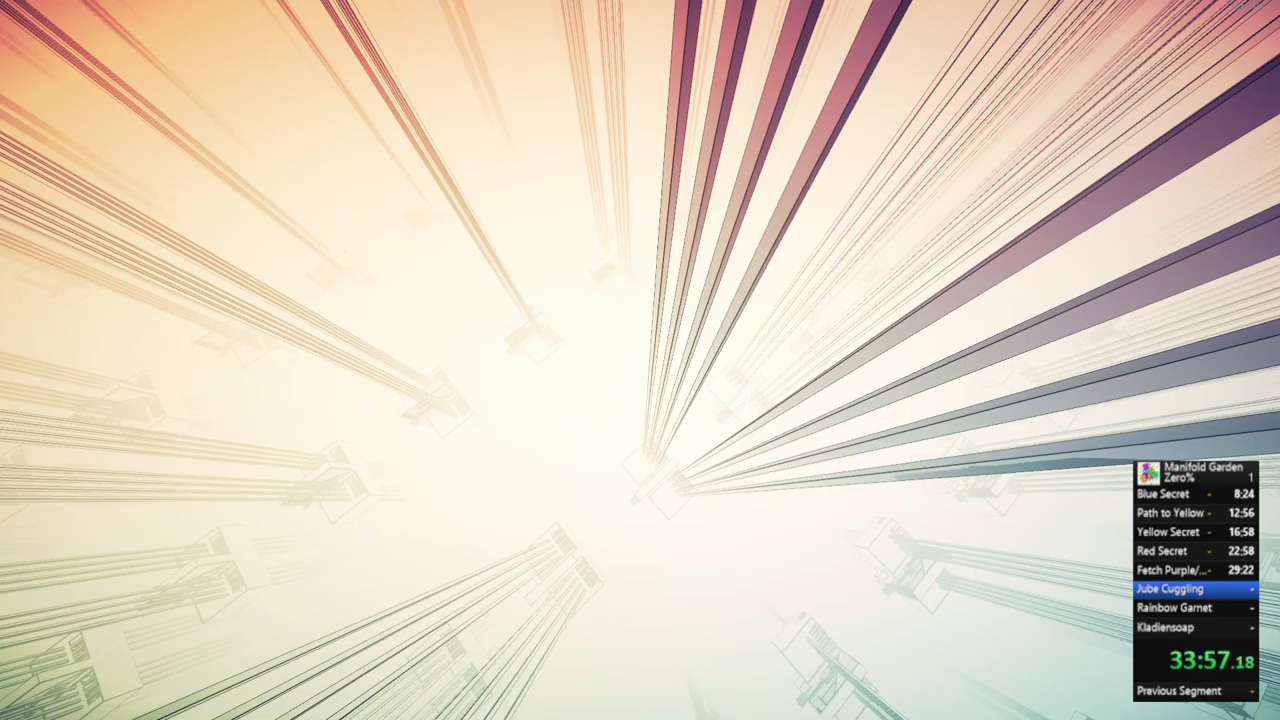 Manifold Garden
Zero% 1
Blue Secret - 8:24
Path to Yellow - 12:56
Yellow Secret - 16:58
Red Secret - 22:58
Fetch Purple/... - 29:22
Jube Cuggling -
Rainbow Garnet -
Kladiensoap -
33:57.18
Previous Segment -